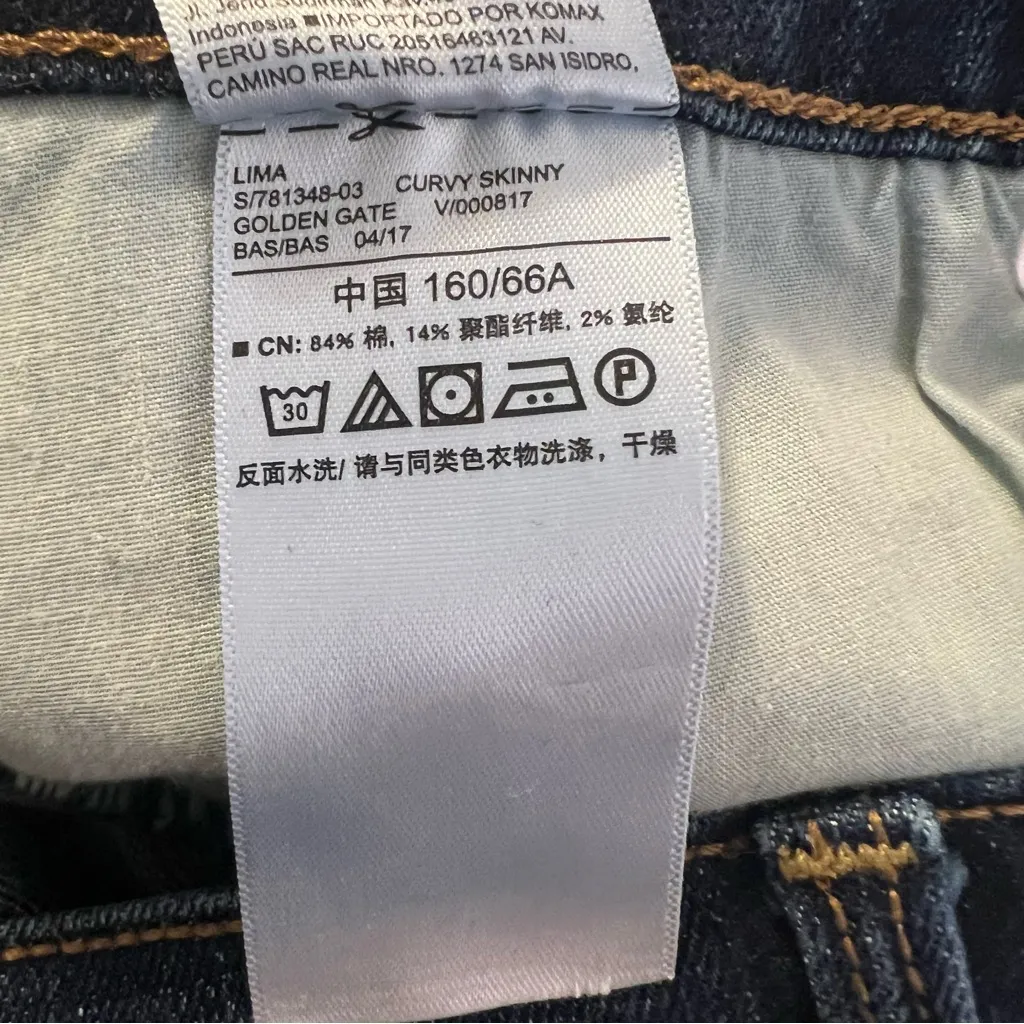 Indonesia ■IMPORTADO POR KOMAX
PERÚ SAC RUC 20516483121 AV.
CAMINO REAL NRO. 1274 SAN ISIDRO,
LIMA
S/781348-03 CURVY SKINNY
GOLDEN GATE V/000817
BAS/BAS 04/17
中国 160/66A
■ CN: 84% 棉, 14% 聚酯纤维, 2% 氨纶
30 P
反面水洗/ 请与同类色衣物洗涤，干燥